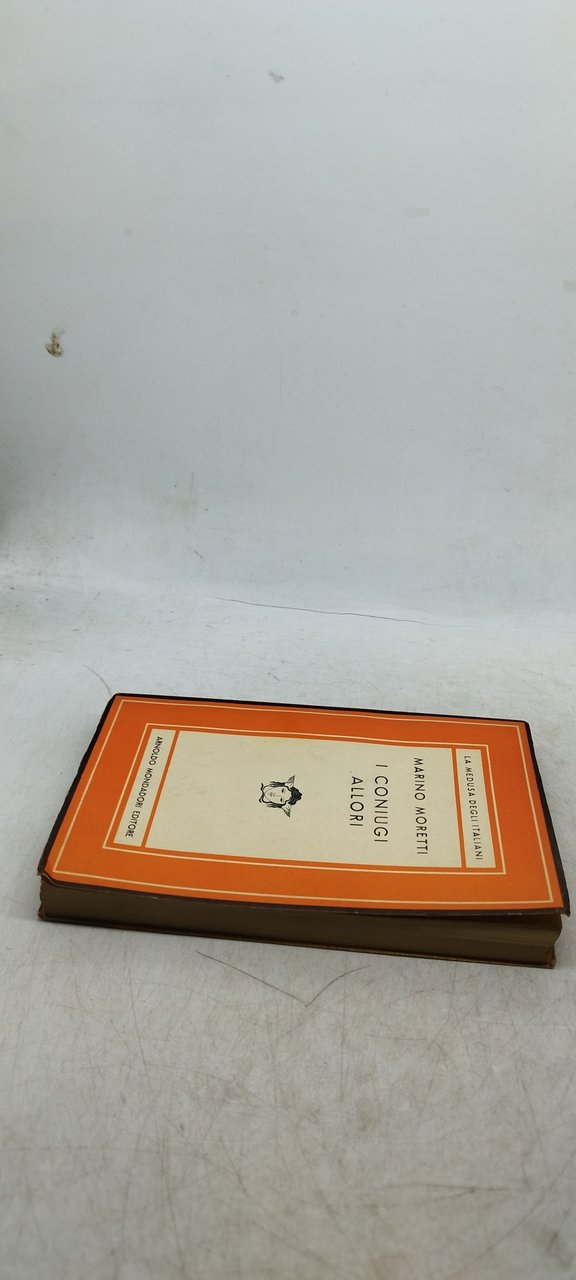 LA MEDUSA DEGLI ITALIANI
MARINO MORETTI
I CONIUGI
ALLORI
ARNOLDO MONDADORI EDITORE